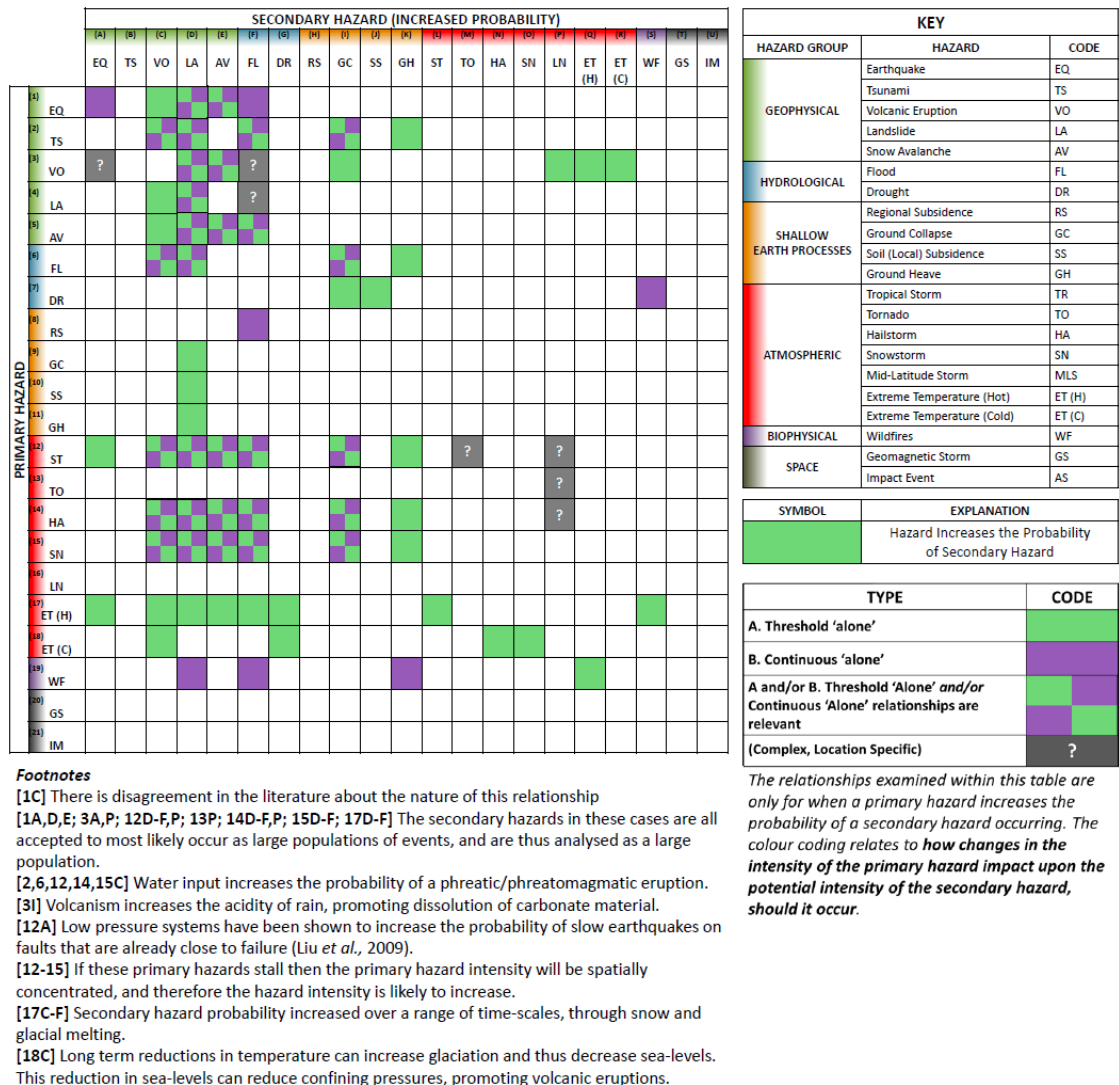 SECONDARY HAZARD (INCREASED PROBABILITY)
(A) (B) (C) (D) (E) (F) (G) (H) (I) (J) (K) (L) (M) (N) (O) (P) (Q) (R) (S) (T) (U)
EQ TS VO LA AV FL DR RS GC SS GH ST TO HA SN LN ET (H) ET (C) WF GS IM
PRIMARY HAZARD
(1) EQ
(2) TS
(3) VO ? ?
(4) LA ?
(5) AV
(6) FL
(7) DR
(8) RS
(9) GC
(10) SS
(11) GH
(12) ST ? ?
(13) TO ?
(14) HA ?
(15) SN
(16) LN
(17) ET (H)
(18) ET (C)
(19) WF
(20) GS
(21) IM
KEY
HAZARD GROUP HAZARD CODE
GEOPHYSICAL
Earthquake EQ
Tsunami TS
Volcanic Eruption VO
Landslide LA
Snow Avalanche AV
HYDROLOGICAL
Flood FL
Drought DR
SHALLOW
EARTH PROCESSES
Regional Subsidence RS
Ground Collapse GC
Soil (Local) Subsidence SS
Ground Heave GH
ATMOSPHERIC
Tropical Storm TR
Tornado TO
Hailstorm HA
Snowstorm SN
Mid-Latitude Storm MLS
Extreme Temperature (Hot) ET (H)
Extreme Temperature (Cold) ET (C)
BIOPHYSICAL
Wildfires WF
SPACE
Geomagnetic Storm GS
Impact Event AS
SYMBOL EXPLANATION
Hazard Increases the Probability
of Secondary Hazard
TYPE CODE
A. Threshold 'alone'
B. Continuous 'alone'
A and/or B. Threshold 'Alone' and/or
Continuous 'Alone' relationships are
relevant
(Complex, Location Specific) ?
The relationships examined within this table are
only for when a primary hazard increases the
probability of a secondary hazard occurring. The
colour coding relates to how changes in the
intensity of the primary hazard impact upon the
potential intensity of the secondary hazard,
should it occur.
Footnotes
[1C] There is disagreement in the literature about the nature of this relationship
[1A,D,E; 3A,P; 12D-F,P; 13P; 14D-F,P; 15D-F; 17D-F] The secondary hazards in these cases are all
accepted to most likely occur as large populations of events, and are thus analysed as a large
population.
[2,6,12,14,15C] Water input increases the probability of a phreatic/phreatomagmatic eruption.
[3I] Volcanism increases the acidity of rain, promoting dissolution of carbonate material.
[12A] Low pressure systems have been shown to increase the probability of slow earthquakes on
faults that are already close to failure (Liu et al., 2009).
[12-15] If these primary hazards stall then the primary hazard intensity will be spatially
concentrated, and therefore the hazard intensity is likely to increase.
[17C-F] Secondary hazard probability increased over a range of time-scales, through snow and
glacial melting.
[18C] Long term reductions in temperature can increase glaciation and thus decrease sea-levels.
This reduction in sea-levels can reduce confining pressures, promoting volcanic eruptions.